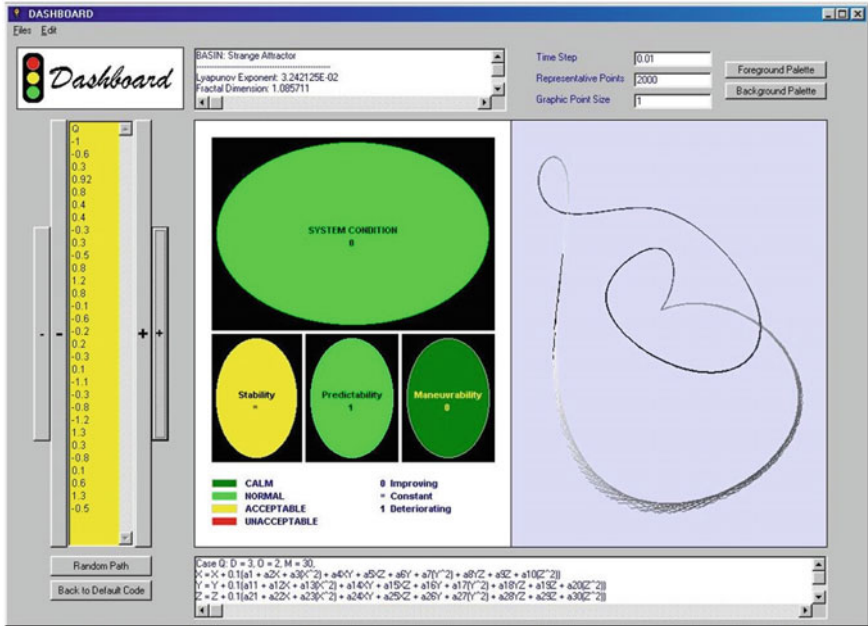 DASHBOARD
Files Edit
Dashboard
BASIN: Strange Attractor
Lyapunov Exponent: 3.242125E-02
Fractal Dimension: 1.085711
Time Step 0.01
Representative Points 2000
Graphic Point Size 1
Foreground Palette
Background Palette
Q
-1
-0.6
0.3
0.92
0.8
0.4
0.4
-0.3
0.3
-0.5
0.8
1.2
0.8
-0.1
-0.6
-0.2
0.2
-0.3
0.1
-1.1
-0.3
-0.8
-1.2
1.3
0.3
-0.8
0.1
0.6
1.3
-0.5
- - + +
SYSTEM CONDITION
0
Stability
=
Predictability
1
Maneuvrability
0
CALM
NORMAL
ACCEPTABLE
UNACCEPTABLE
0 Improving
= Constant
1 Deteriorating
Random Path
Back to Default Code
Case Q: D = 3, O = 2, M = 30,
X = X + 0.1(a1 + a2X + a3(X^2) + a4XY + a5XZ + a6Y + a7(Y^2) + a8YZ + a9Z + a10(Z^2))
Y = Y + 0.1(a11 + a12X + a13(X^2) + a14XY + a15XZ + a16Y + a17(Y^2) + a18YZ + a19Z + a20(Z^2))
Z = Z + 0.1(a21 + a22X + a23(X^2) + a24XY + a25XZ + a26Y + a27(Y^2) + a28YZ + a29Z + a30(Z^2))